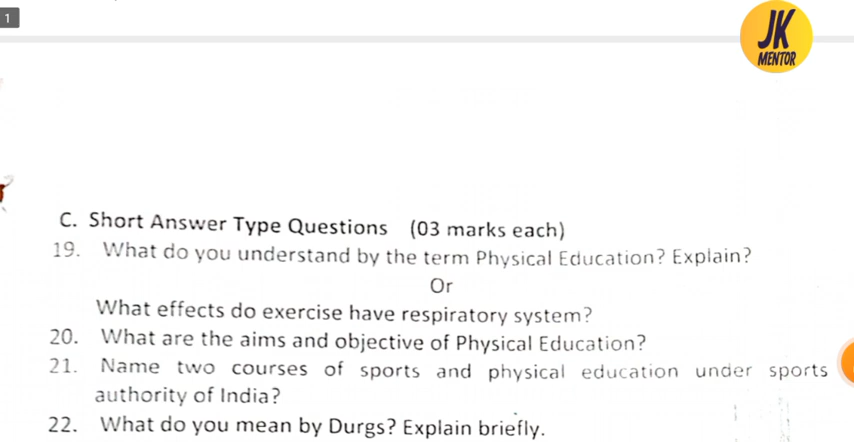 1
JK
MENTOR
C. Short Answer Type Questions (03 marks each)
19. What do you understand by the term Physical Education? Explain?
Or
What effects do exercise have respiratory system?
20. What are the aims and objective of Physical Education?
21. Name two courses of sports and physical education under sports
authority of India?
22. What do you mean by Durgs? Explain briefly.